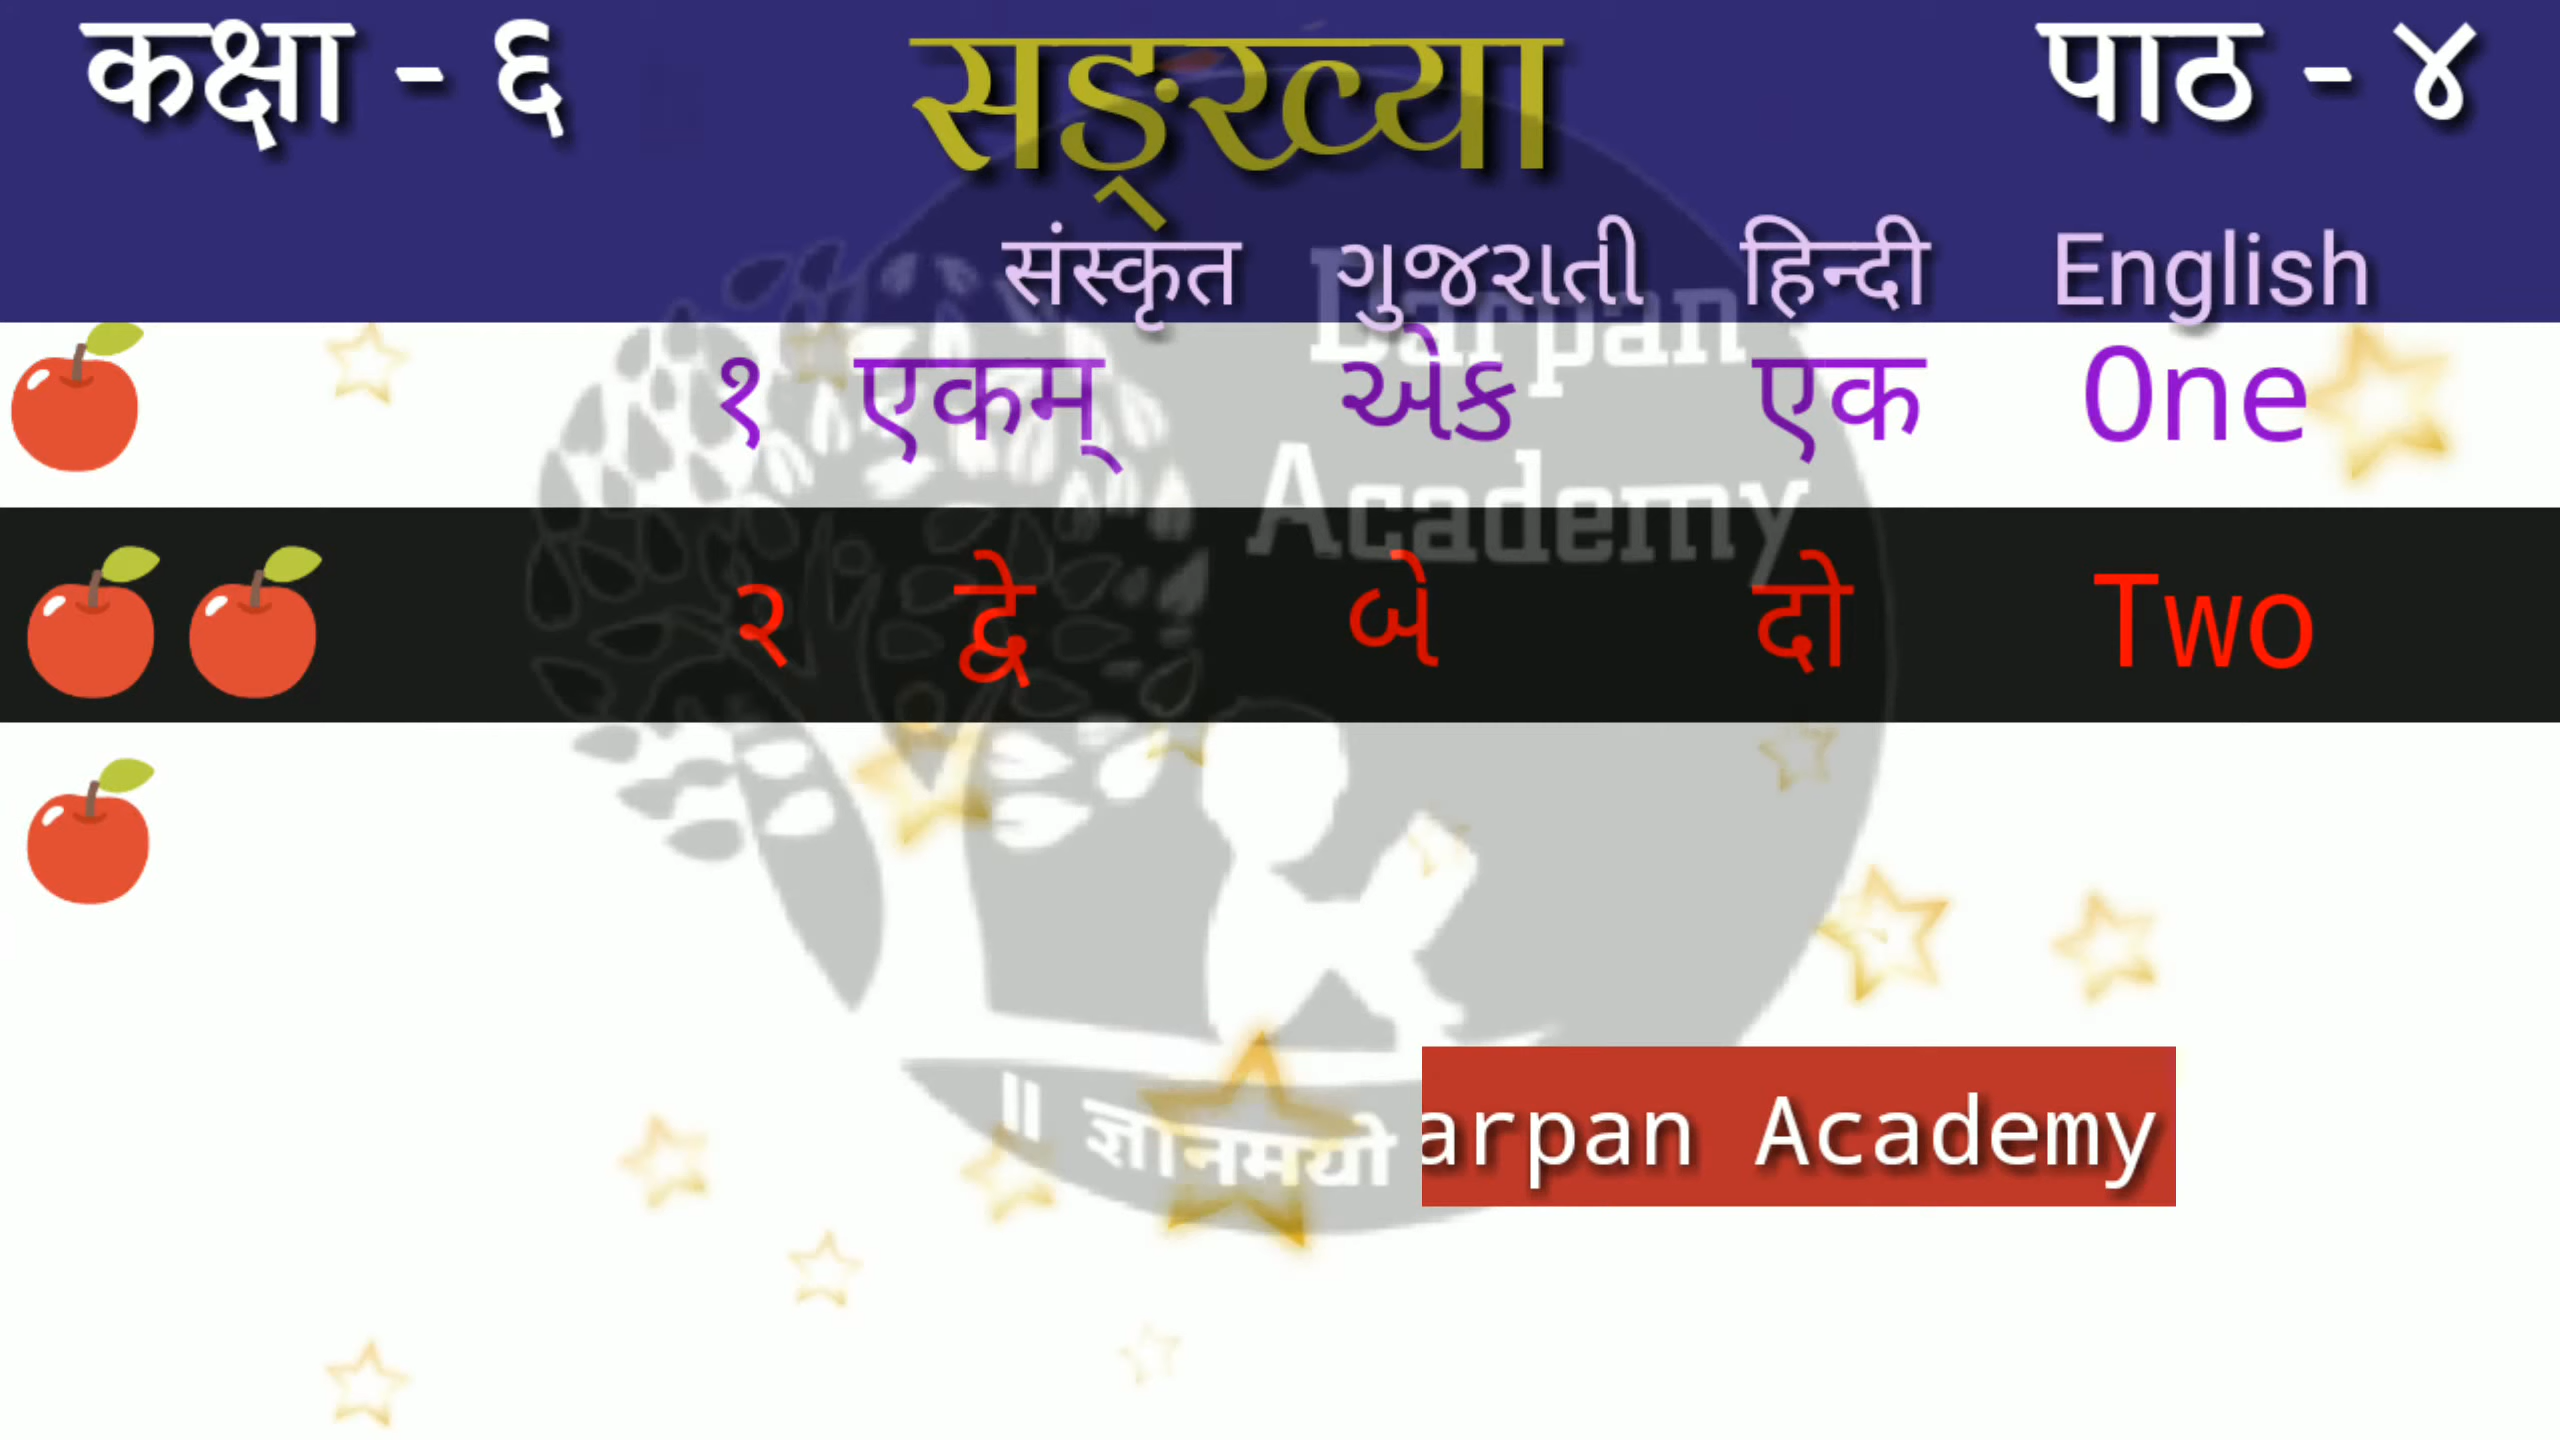 कक्षा - ६ सङ्ख्या पाठ - ४
संस्कृत ગુજરાતી हिन्दी English
१ एकम् એક एक One
२ द्वे બે दो Two
Darpan
Academy
॥ ज्ञानमयो
arpan Academy